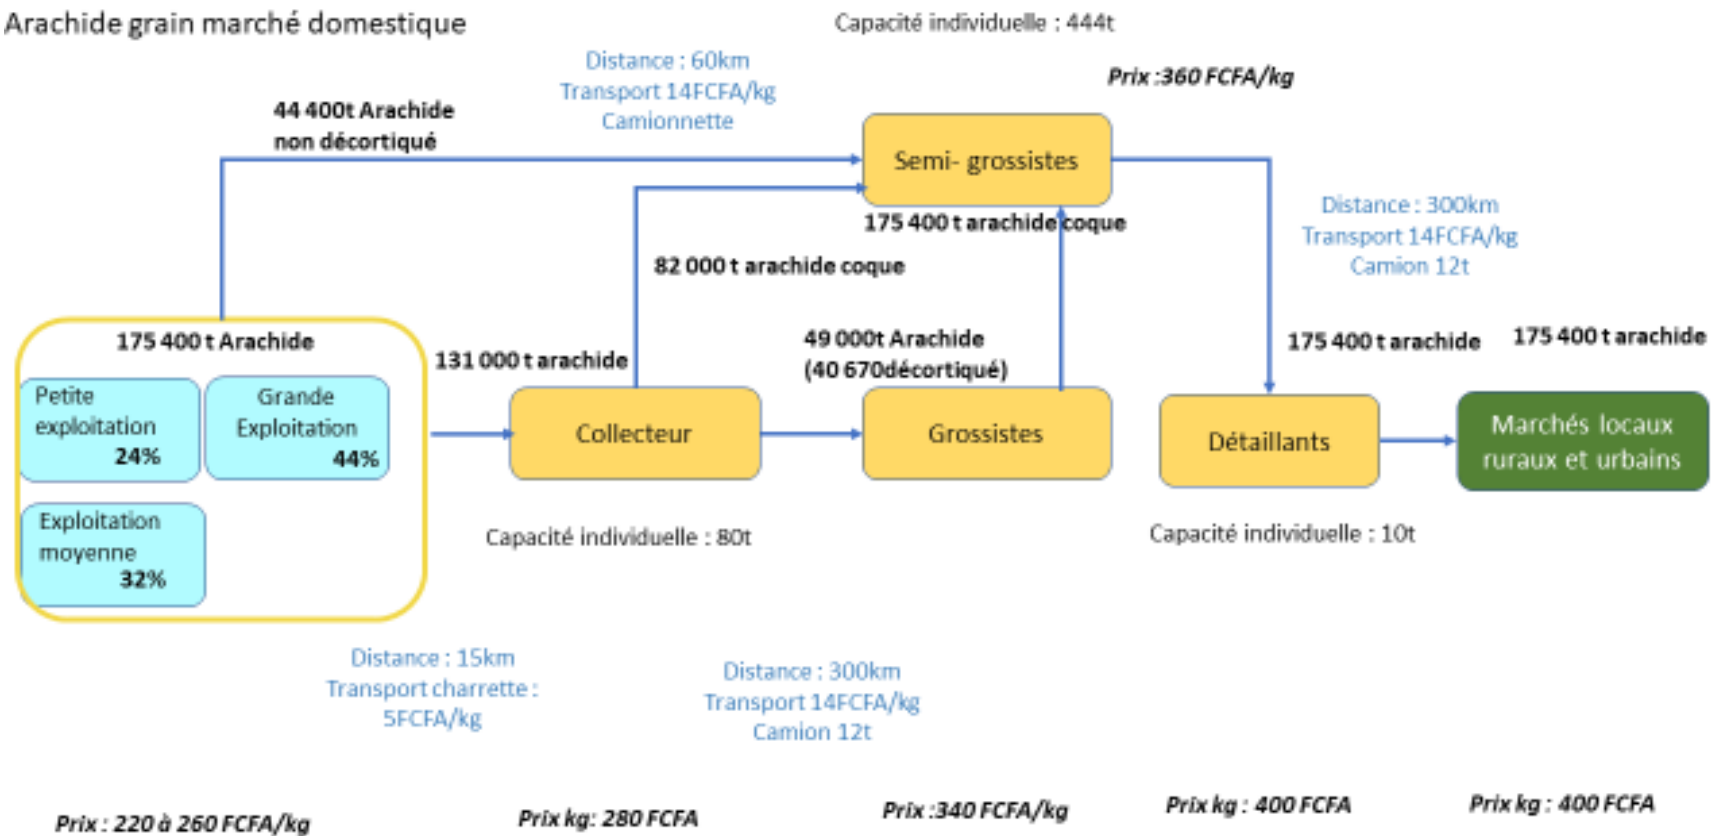 Arachide grain marché domestique
Capacité individuelle : 444t
Distance : 60km
Transport 14FCFA/kg
Camionnette
Prix :360 FCFA/kg
44 400t Arachide
non décortiqué
Semi- grossistes
175 400 t arachide coque
Distance : 300km
Transport 14FCFA/kg
Camion 12t
82 000 t arachide coque
175 400 t Arachide
Petite
exploitation
24%
Grande
Exploitation
44%
Exploitation
moyenne
32%
131 000 t arachide
Collecteur
49 000t Arachide
(40 670décortiqué)
Grossistes
175 400 t arachide
Détaillants
175 400 t arachide
Marchés locaux
ruraux et urbains
Capacité individuelle : 80t
Capacité individuelle : 10t
Distance : 15km
Transport charrette :
5FCFA/kg
Distance : 300km
Transport 14FCFA/kg
Camion 12t
Prix : 220 à 260 FCFA/kg
Prix kg: 280 FCFA
Prix :340 FCFA/kg
Prix kg : 400 FCFA
Prix kg : 400 FCFA